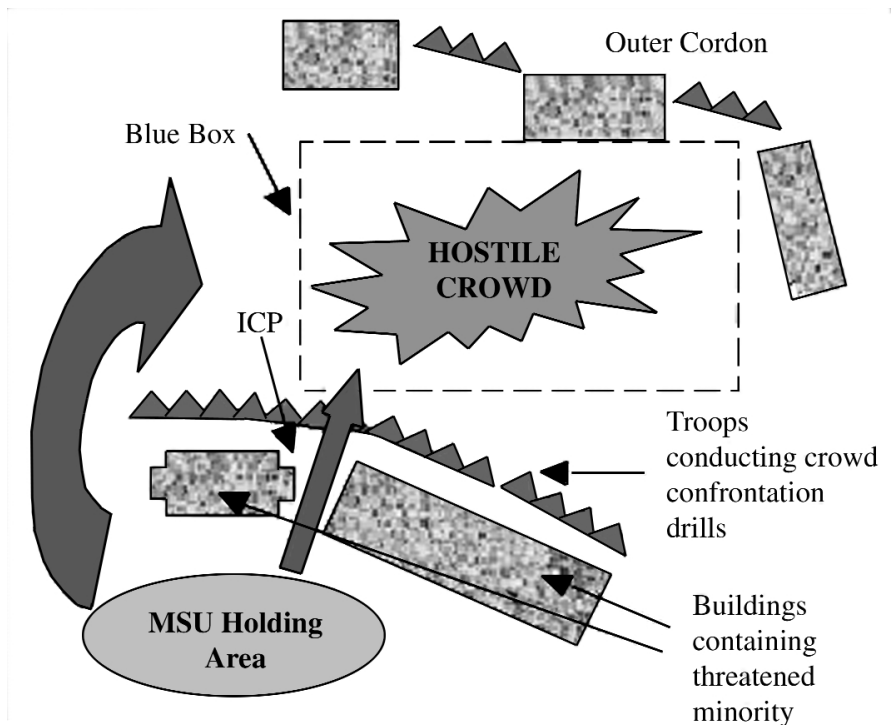 Outer Cordon
Blue Box
HOSTILE
CROWD
ICP
Troops
conducting crowd
confrontation
drills
MSU Holding
Area
Buildings
containing
threatened
minority